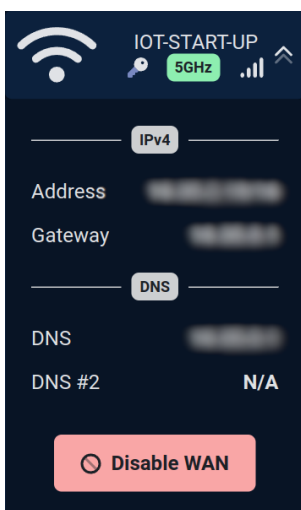 IOT-START-UP
5GHz
IPv4
Address
Gateway
DNS
DNS
DNS #2 N/A
Disable WAN